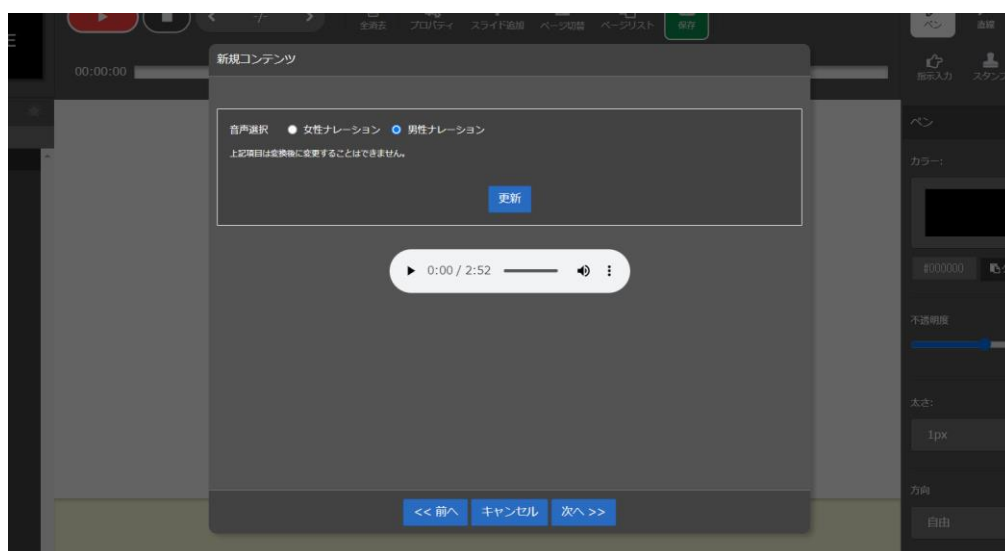 -/-
全消去 プロパティ スライド追加 ページ切替 ページリスト 保存
ペン 直線
00:00:00
指示入力 スタンプ
新規コンテンツ
音声選択 女性ナレーション 男性ナレーション
上記項目は変換後に変更することはできません。
更新
0:00 / 2:52
<< 前へ キャンセル 次へ >>
ペン
カラー:
#000000
不透明度
太さ:
1px
方向
自由